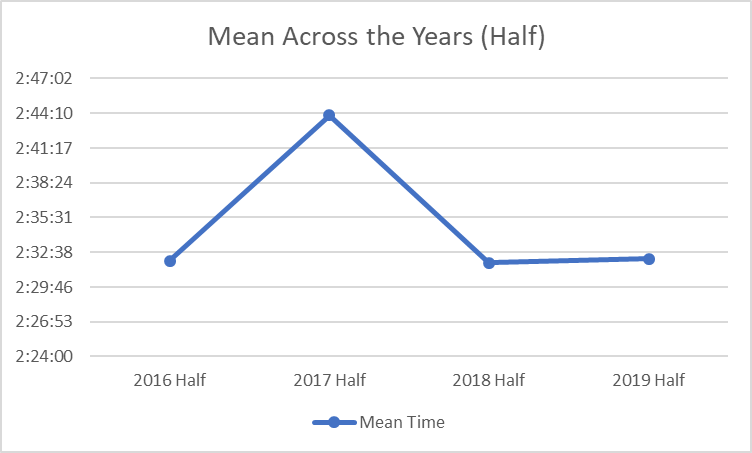 Mean Across the Years (Half)
2:47:02
2:44:10
2:41:17
2:38:24
2:35:31
2:32:38
2:29:46
2:26:53
2:24:00
2016 Half
2017 Half
2018 Half
2019 Half
Mean Time